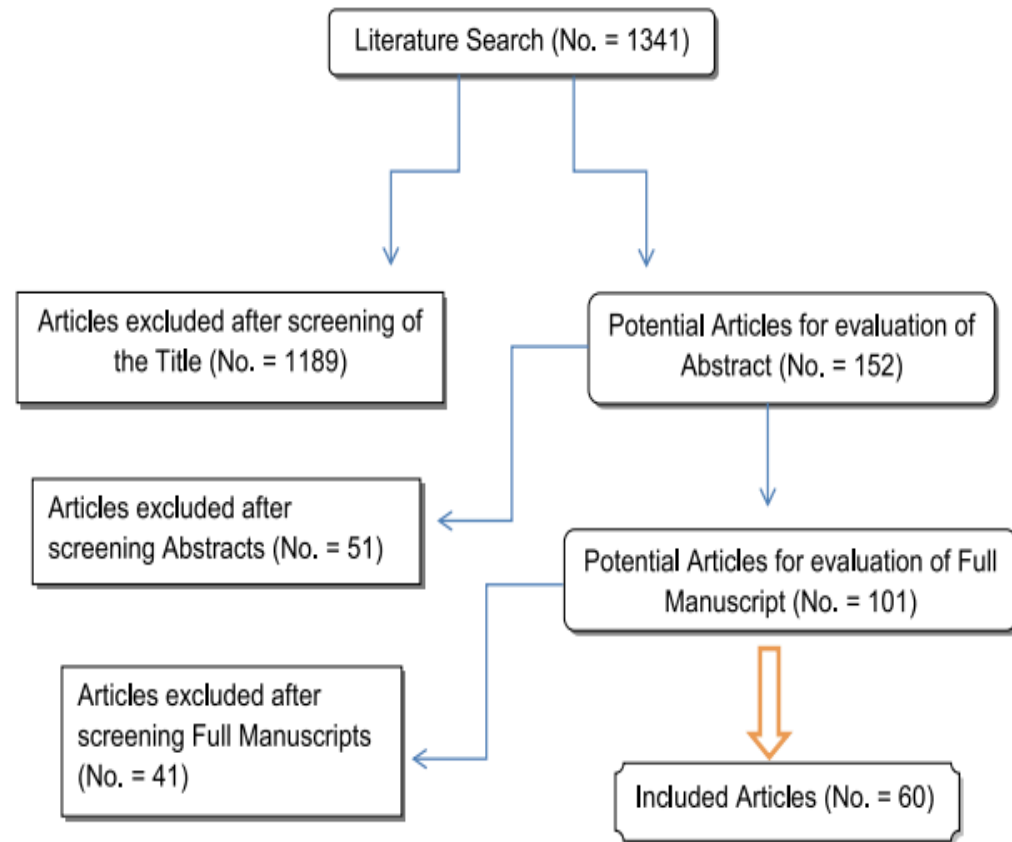 Literature Search (No. = 1341)
Articles excluded after screening of
the Title (No. = 1189)
Potential Articles for evaluation of
Abstract (No. = 152)
Articles excluded after
screening Abstracts (No. = 51)
Potential Articles for evaluation of Full
Manuscript (No. = 101)
Articles excluded after
screening Full Manuscripts
(No. = 41)
Included Articles (No. = 60)